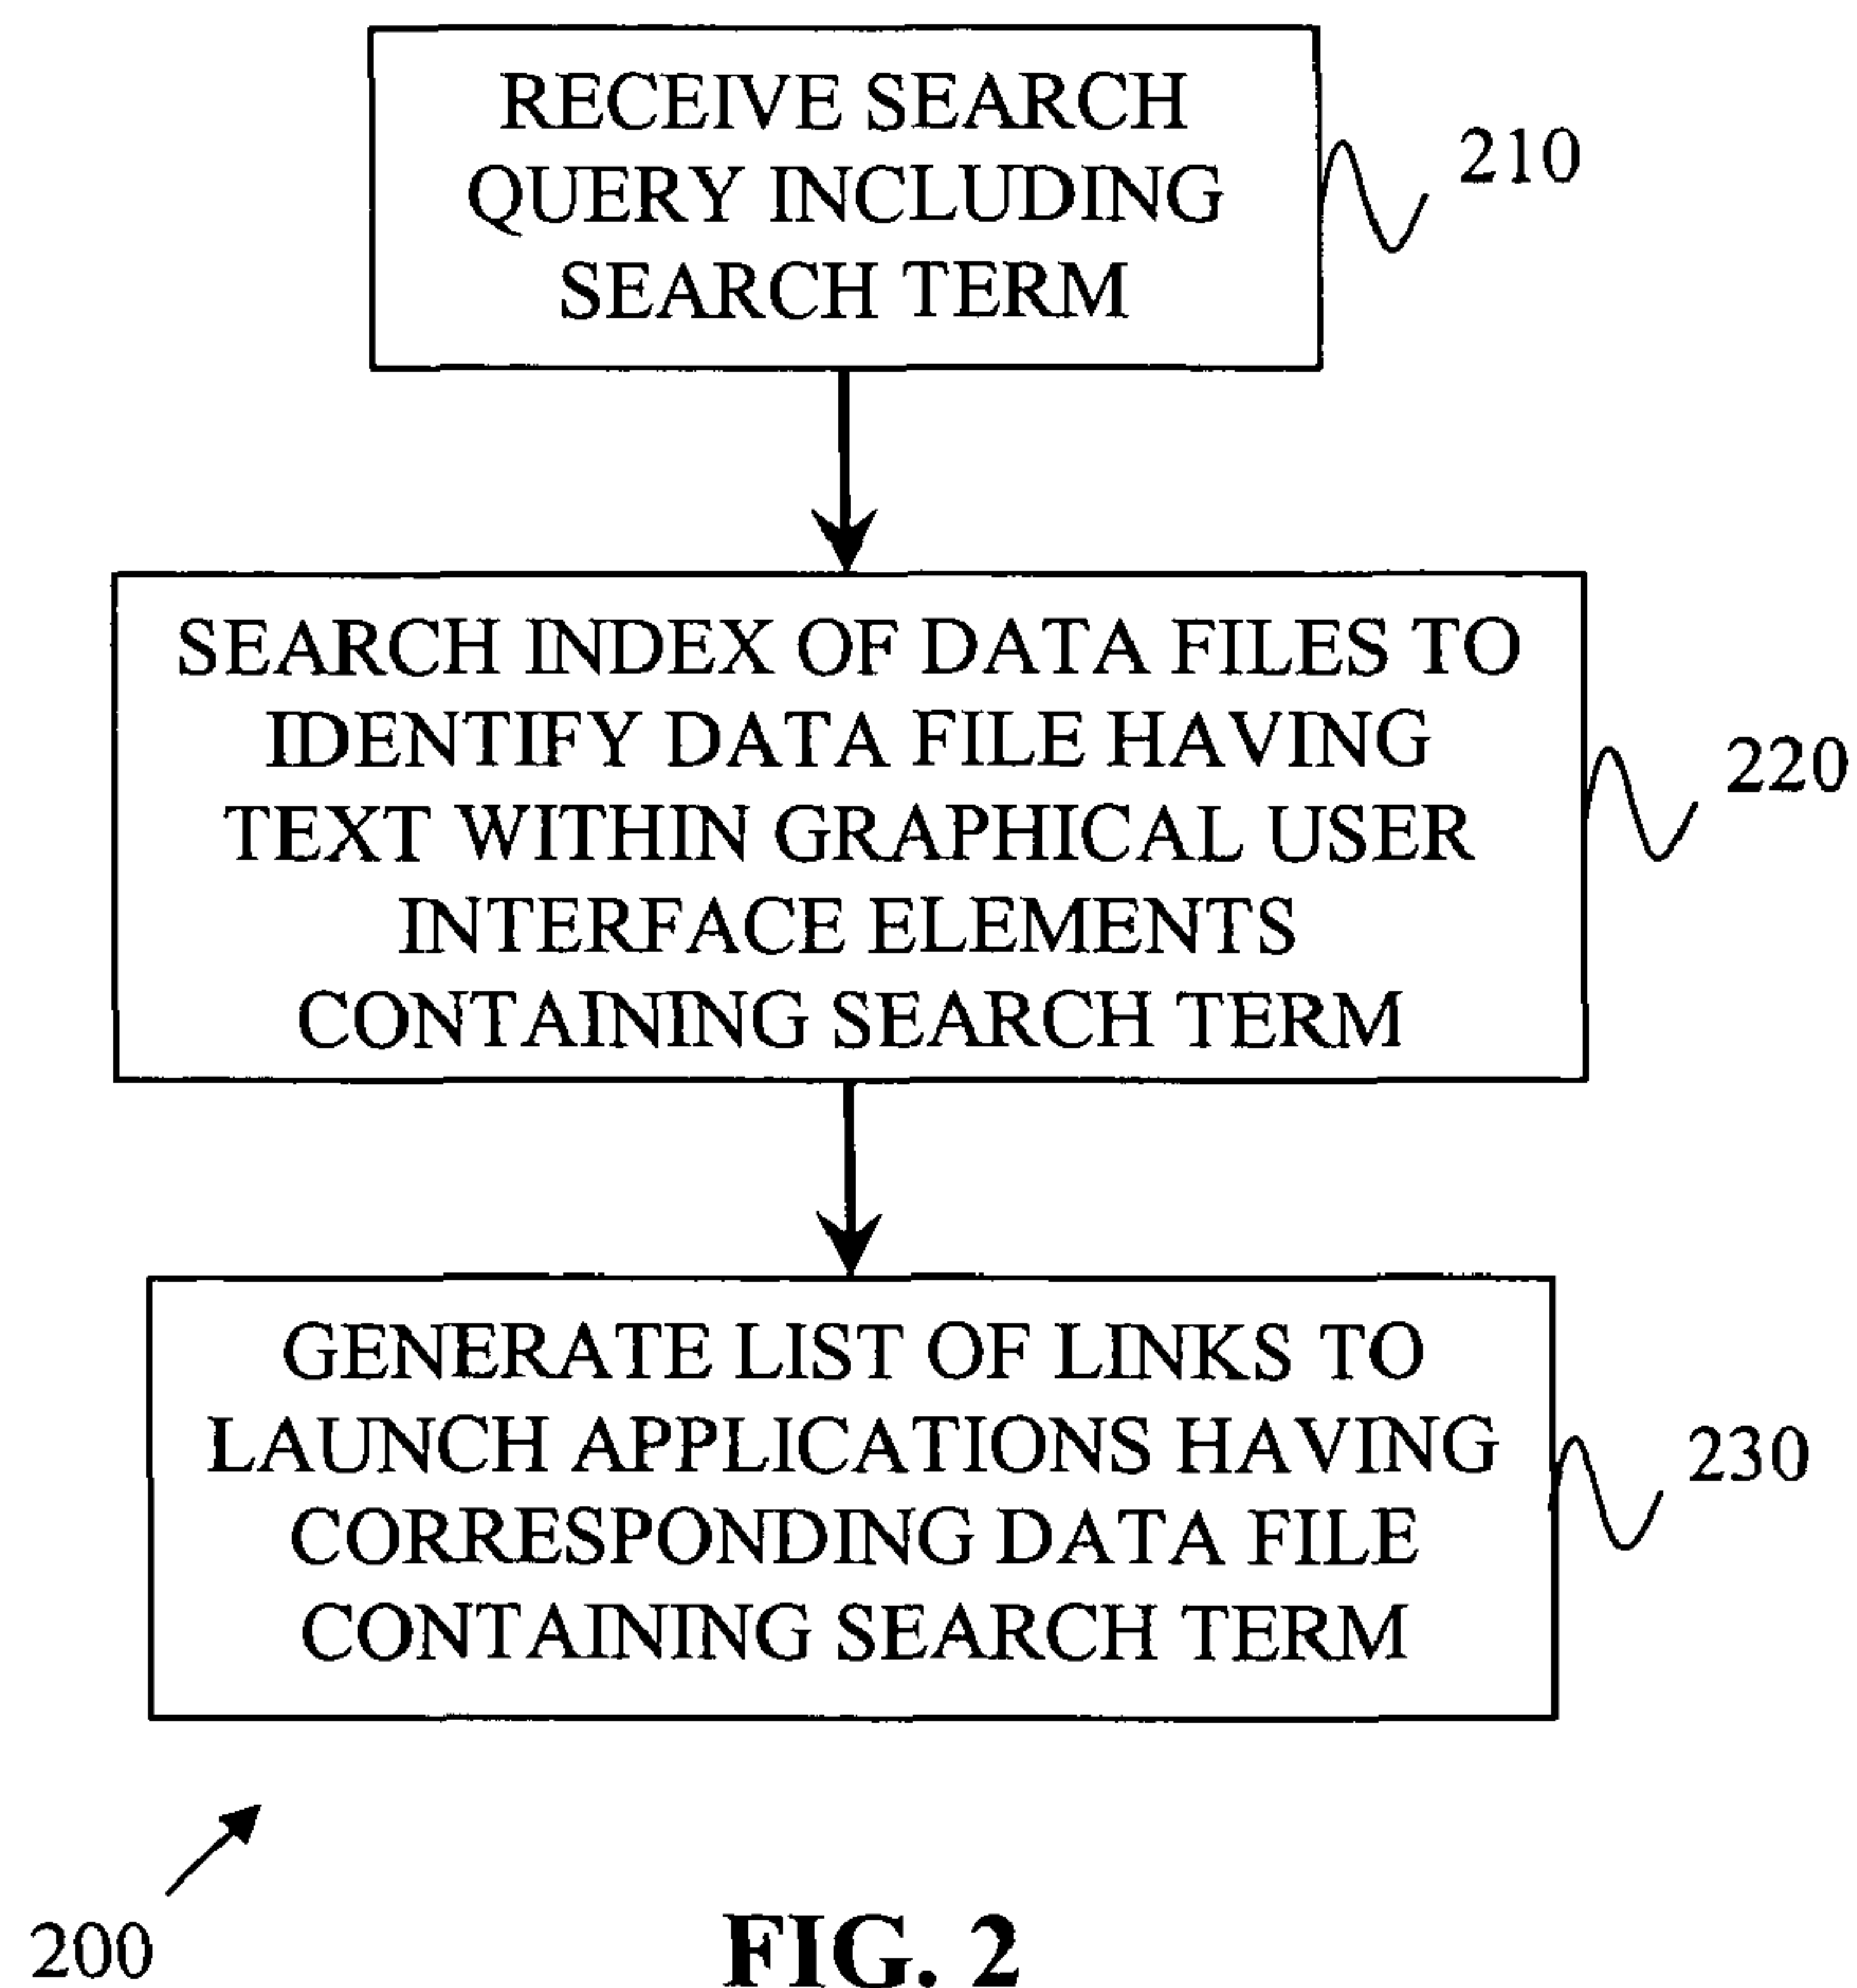 RECEIVE SEARCH
QUERY INCLUDING
SEARCH TERM
210
SEARCH INDEX OF DATA FILES TO
IDENTIFY DATA FILE HAVING
TEXT WITHIN GRAPHICAL USER
INTERFACE ELEMENTS
CONTAINING SEARCH TERM
220
GENERATE LIST OF LINKS TO
LAUNCH APPLICATIONS HAVING
CORRESPONDING DATA FILE
CONTAINING SEARCH TERM
230
200
FIG. 2